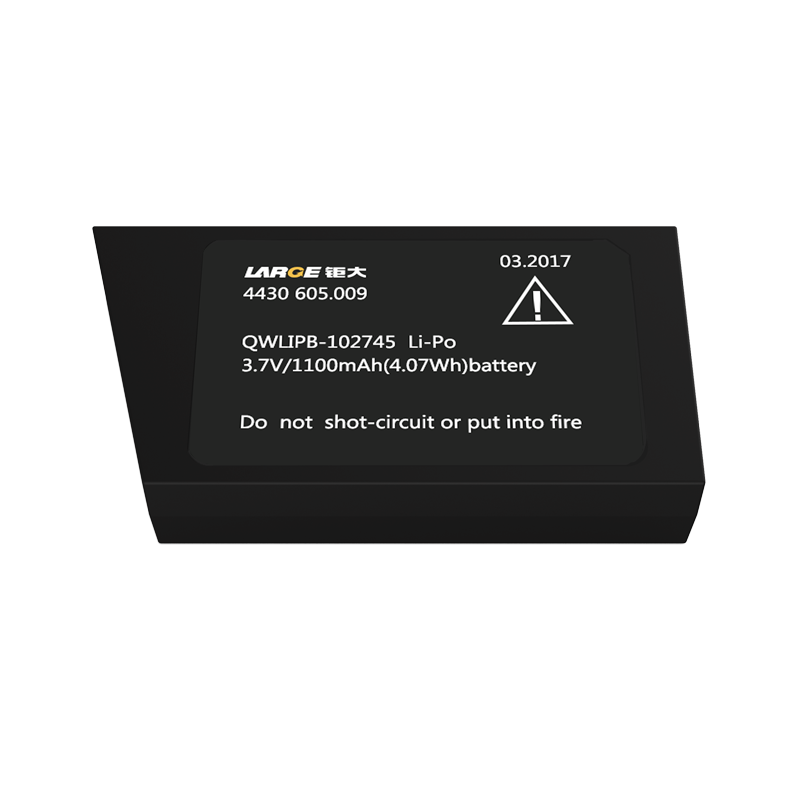 LARGE 钜大
03.2017
4430 605.009
QWLIPB-102745 Li-Po
3.7V/1100mAh(4.07Wh)battery
Do not shot-circuit or put into fire